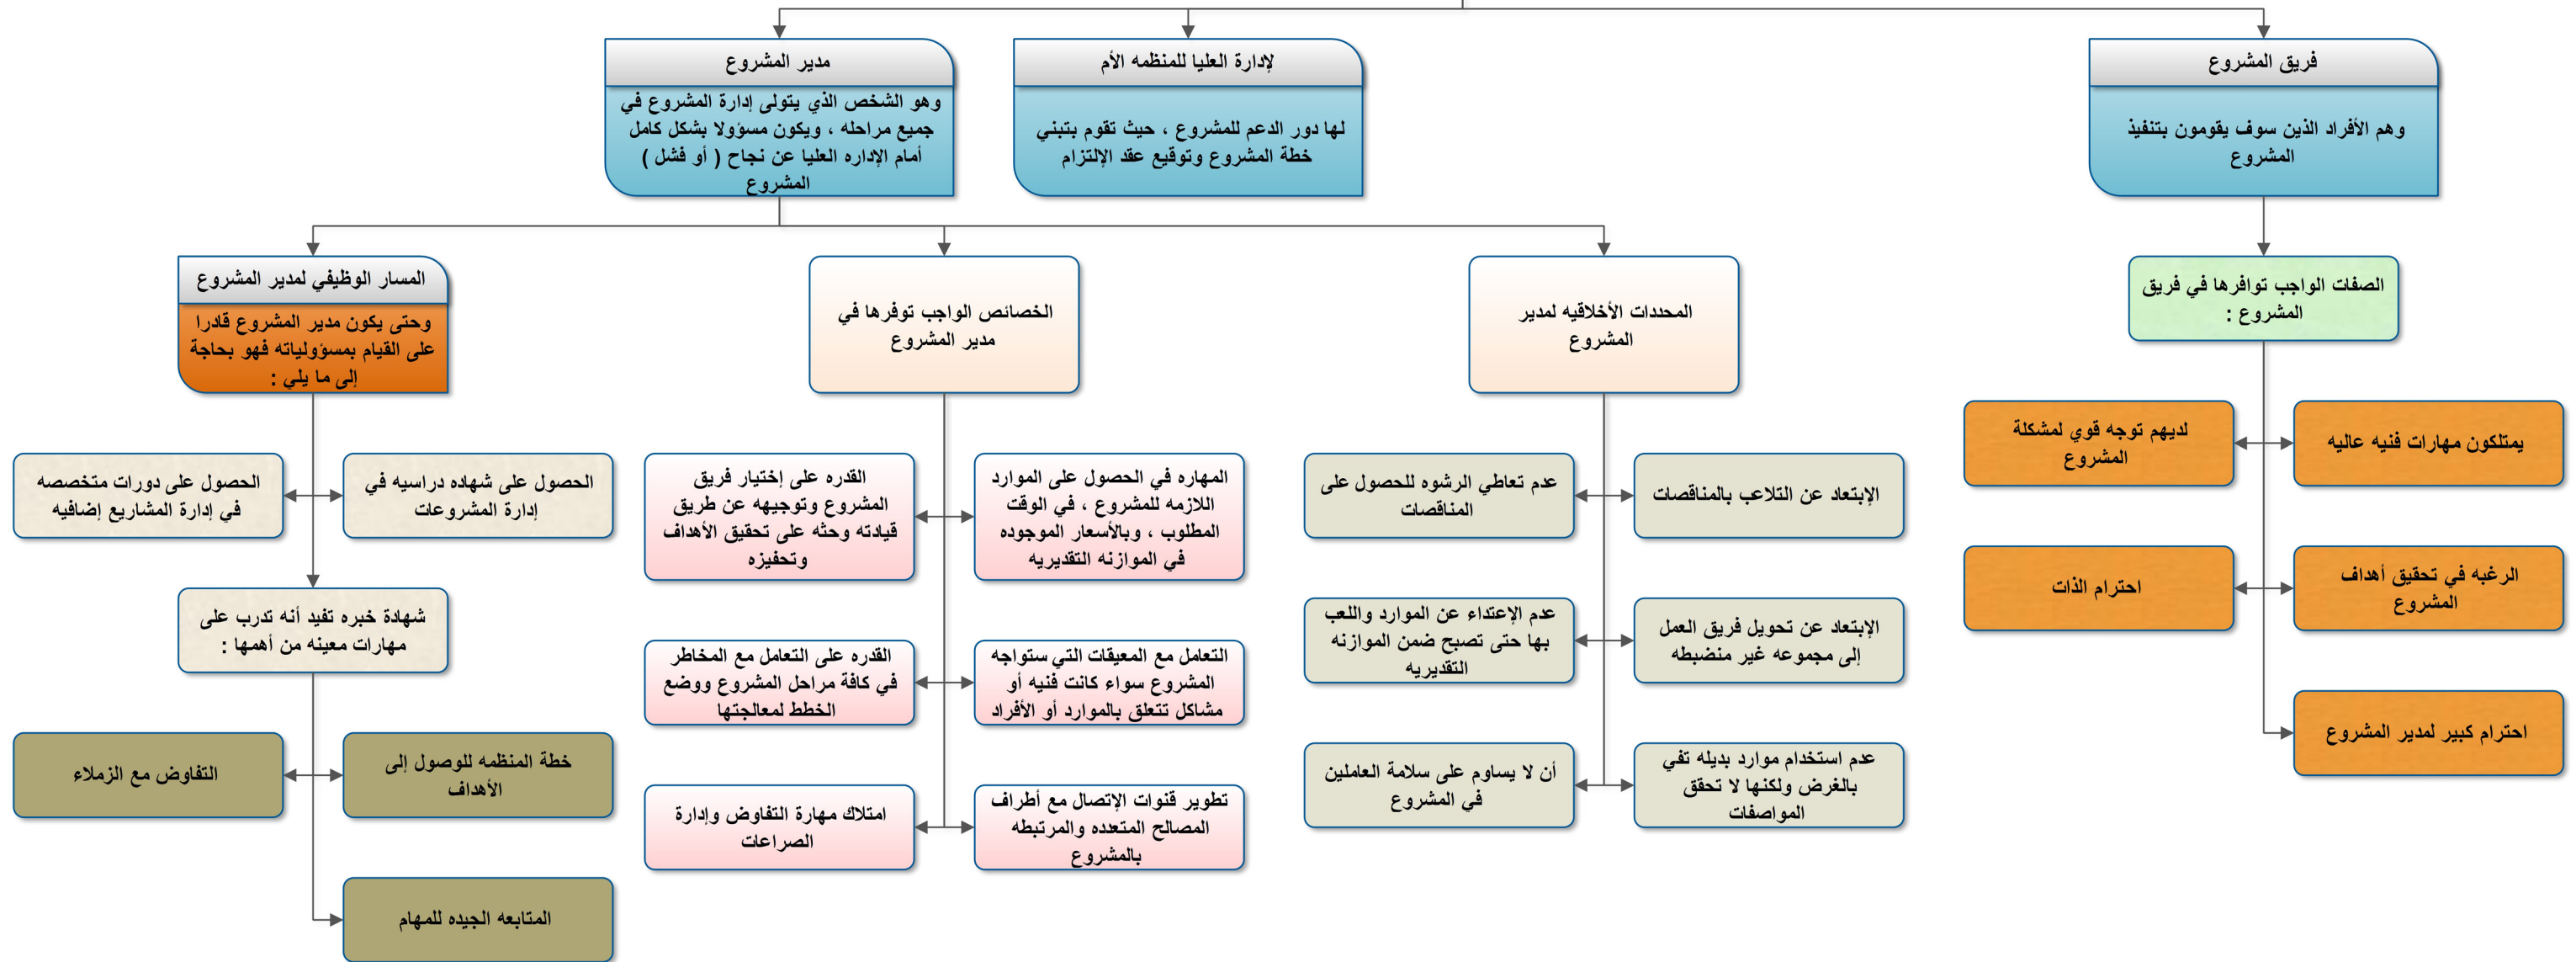 فريق المشروع
وهم الأفراد الذين سوف يقومون بتنفيذ
المشروع
لإدارة العليا للمنظمه الأم
لها دور الدعم للمشروع ، حيث تقوم بتبني
خطة المشروع وتوقيع عقد الإلتزام
مدير المشروع
وهو الشخص الذي يتولى إدارة المشروع في
جميع مراحله ، ويكون مسؤولا بشكل كامل
أمام الإداره العليا عن نجاح ( أو فشل )
المشروع
الصفات الواجب توافرها في فريق
المشروع :
يمتلكون مهارات فنيه عاليه
لديهم توجه قوي لمشكلة
المشروع
الرغبه في تحقيق أهداف
المشروع
احترام الذات
احترام كبير لمدير المشروع
المحددات الأخلاقيه لمدير
المشروع
الإبتعاد عن التلاعب بالمناقصات
عدم تعاطي الرشوه للحصول على
المناقصات
الإبتعاد عن تحويل فريق العمل
إلى مجموعه غير منضبطه
عدم الإعتداء عن الموارد واللعب
بها حتى تصبح ضمن الموازنه
التقديريه
عدم استخدام موارد بديله تفي
بالغرض ولكنها لا تحقق
المواصفات
أن لا يساوم على سلامة العاملين
في المشروع
الخصائص الواجب توفرها في
مدير المشروع
المهاره في الحصول على الموارد
اللازمه للمشروع ، في الوقت
المطلوب ، وبالأسعار الموجوده
في الموازنه التقديريه
القدره على إختيار فريق
المشروع وتوجيهه عن طريق
قيادته وحثه على تحقيق الأهداف
وتحفيزه
التعامل مع المعيقات التي ستواجه
المشروع سواء كانت فنيه أو
مشاكل تتعلق بالموارد أو الأفراد
القدره على التعامل مع المخاطر
في كافة مراحل المشروع ووضع
الخطط لمعالجتها
تطوير قنوات الإتصال مع أطراف
المصالح المتعدده والمرتبطه
بالمشروع
امتلاك مهارة التفاوض وإدارة
الصراعات
المسار الوظيفي لمدير المشروع
وحتى يكون مدير المشروع قادرا
على القيام بمسؤولياته فهو بحاجة
إلى ما يلي :
الحصول على شهاده دراسيه في
إدارة المشروعات
الحصول على دورات متخصصه
في إدارة المشاريع إضافيه
شهادة خبره تفيد أنه تدرب على
مهارات معينه من أهمها :
خطة المنظمه للوصول إلى
الأهداف
التفاوض مع الزملاء
المتابعه الجيده للمهام